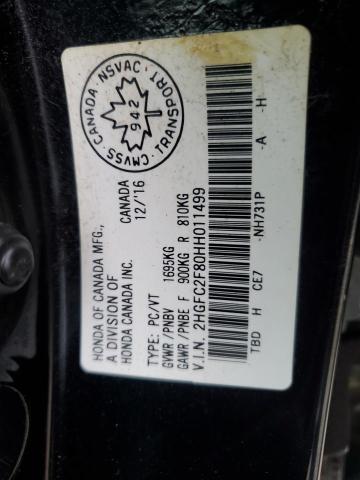 HONDA OF CANADA MFG.,
A DIVISION OF
HONDA CANADA INC.
CANADA
12/'16
CMVSS·CANADA·NSVAC
942
TRANSPORT
TYPE: PC/VT
GVWR/PNBV 1695KG
GAWR/PNBE F 900KG R 810KG
V.I.N. 2HGFC2F80HH011499
TBD H CE7 -NH731P -A -H